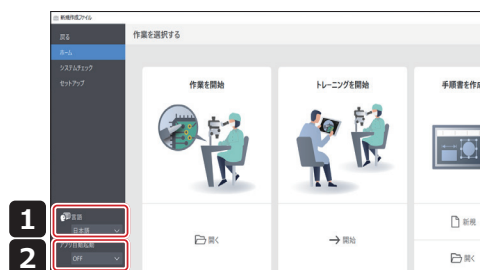 新規作成ファイル
戻る
ホーム
システムチェック
セットアップ
作業を選択する
作業を開始
トレーニングを開始
手順書を作成
1
言語
日本語
2
アプリ自動起動
OFF
開く
開始
新規
開く